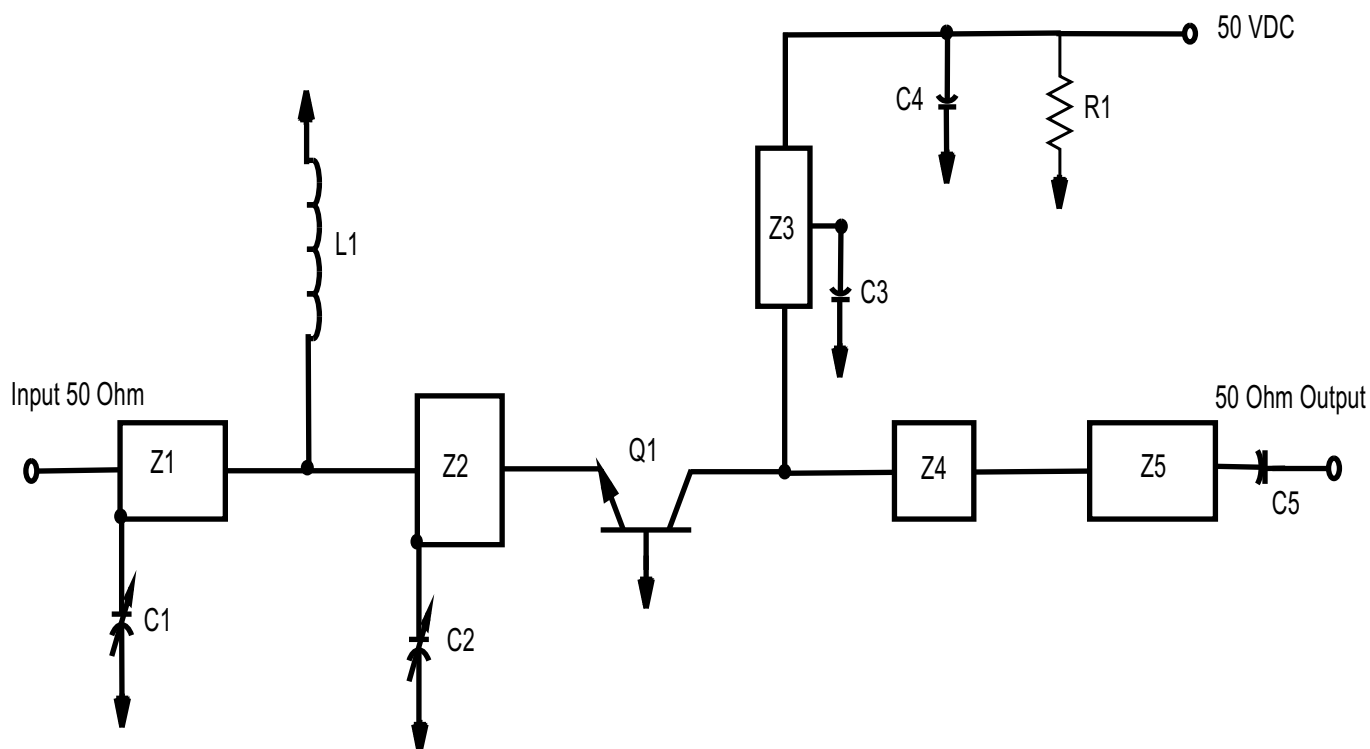 50 VDC
C4
R1
Z3
L1
C3
Input 50 Ohm
50 Ohm Output
Z1
Z2
Q1
Z4
Z5
C5
C1
C2